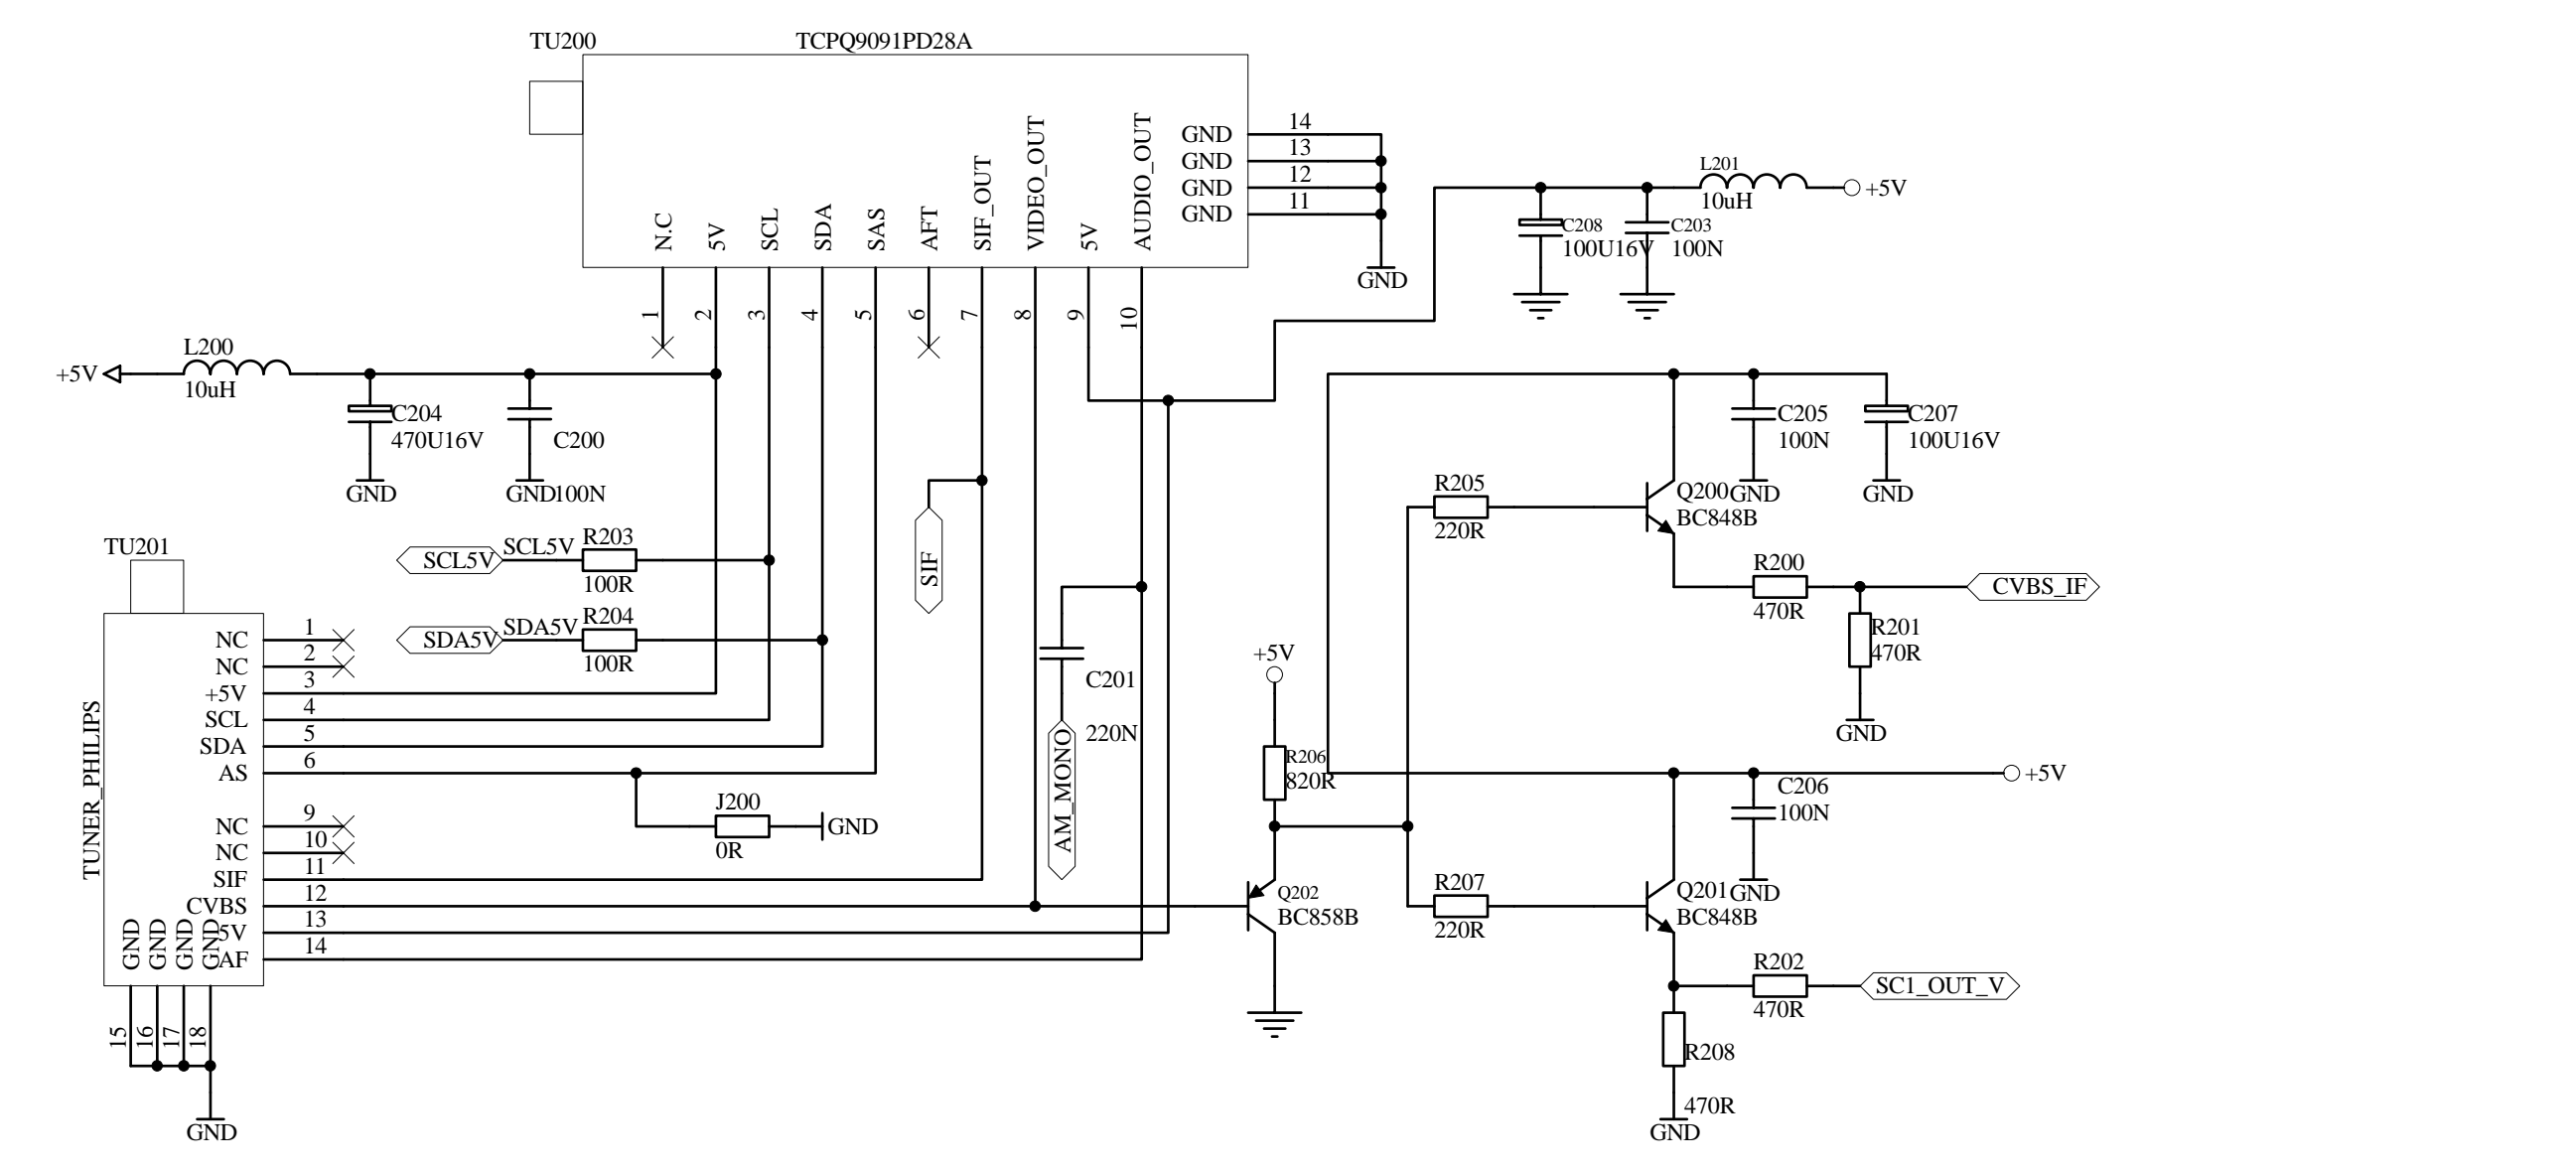 TU200
TCPQ9091PD28A
N.C
5V
SCL
SDA
SAS
AFT
SIF_OUT
VIDEO_OUT
5V
AUDIO_OUT
GND
GND
GND
GND
14
13
12
11
GND
1
2
3
4
5
6
7
8
9
10
L201
10uH
+5V
C208
100U16V
C203
100N
+5V
L200
10uH
C204
470U16V
GND
C200
GND
100N
C205
100N
GND
C207
100U16V
GND
R205
220R
Q200
BC848B
R200
470R
CVBS_IF
R201
470R
GND
SCL5V
SCL5V
R203
100R
SDA5V
SDA5V
R204
100R
SIF
C201
220N
AM_MONO
TU201
TUNER_PHILIPS
NC
1
NC
2
+5V
3
SCL
4
SDA
5
AS
6
NC
9
NC
10
SIF
11
CVBS
12
5V
13
AF
14
GND
GND
GND
GND
15
16
17
18
GND
J200
0R
GND
+5V
R206
820R
Q202
BC858B
+5V
C206
100N
GND
R207
220R
Q201
BC848B
R202
470R
SC1_OUT_V
R208
470R
GND